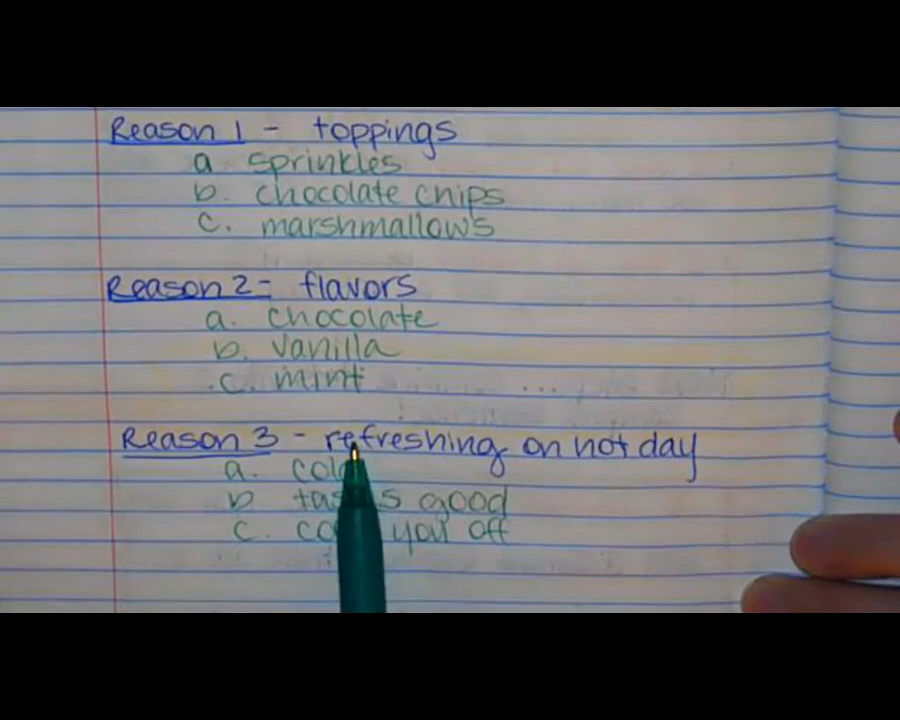 Reason 1 - toppings
a. sprinkles
b. chocolate chips
c. marshmallows
Reason 2 - flavors
a. chocolate
b. vanilla
c. mint
Reason 3 - refreshing on hot day
a.
b good
c. you off